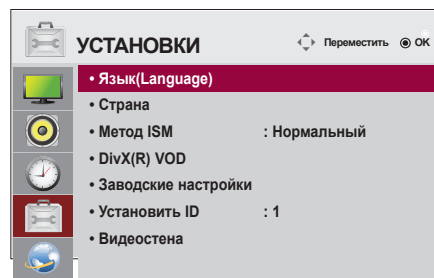 УСТАНОВКИ Переместить OK
• Язык(Language)
• Страна
• Метод ISM : Нормальный
• DivX(R) VOD
• Заводские настройки
• Установить ID : 1
• Видеостена